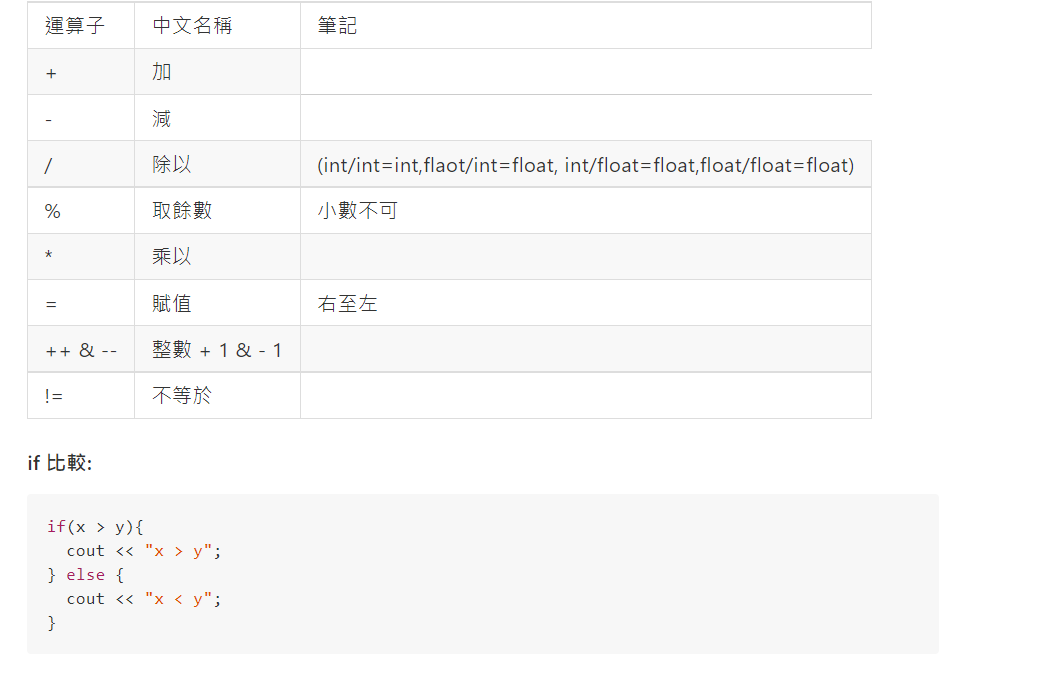 運算子 中文名稱 筆記
+ 加
- 減
/ 除以 (int/int=int,flaot/int=float, int/float=float,float/float=float)
% 取餘數 小數不可
* 乘以
= 賦值 右至左
++ & -- 整數 + 1 & - 1
!= 不等於
if 比較:
if(x > y){
  cout << "x > y";
} else {
  cout << "x < y";
}